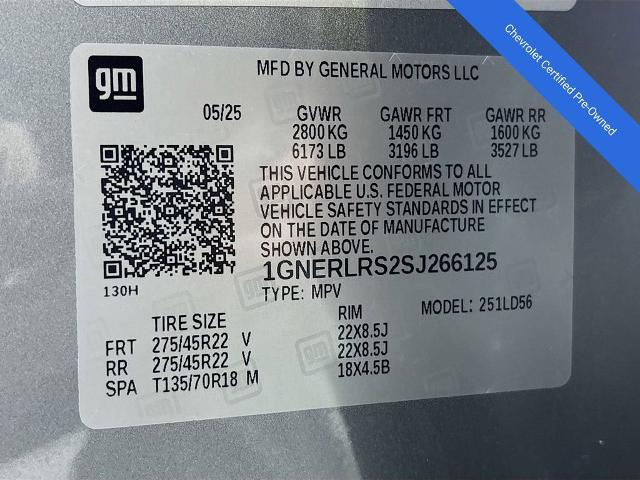 Chevrolet Certified Pre-Owned
gm
MFD BY GENERAL MOTORS LLC
05/25 GVWR GAWR FRT GAWR RR
2800 KG 1450 KG 1600 KG
6173 LB 3196 LB 3527 LB
THIS VEHICLE CONFORMS TO ALL
APPLICABLE U.S. FEDERAL MOTOR
VEHICLE SAFETY STANDARDS IN EFFECT
ON THE DATE OF MANUFACTURE
SHOWN ABOVE.
1GNERLRS2SJ266125
130H
TYPE: MPV
MODEL: 251LD56
TIRE SIZE RIM
FRT 275/45R22 V 22X8.5J
RR 275/45R22 V 22X8.5J
SPA T135/70R18 M 18X4.5B